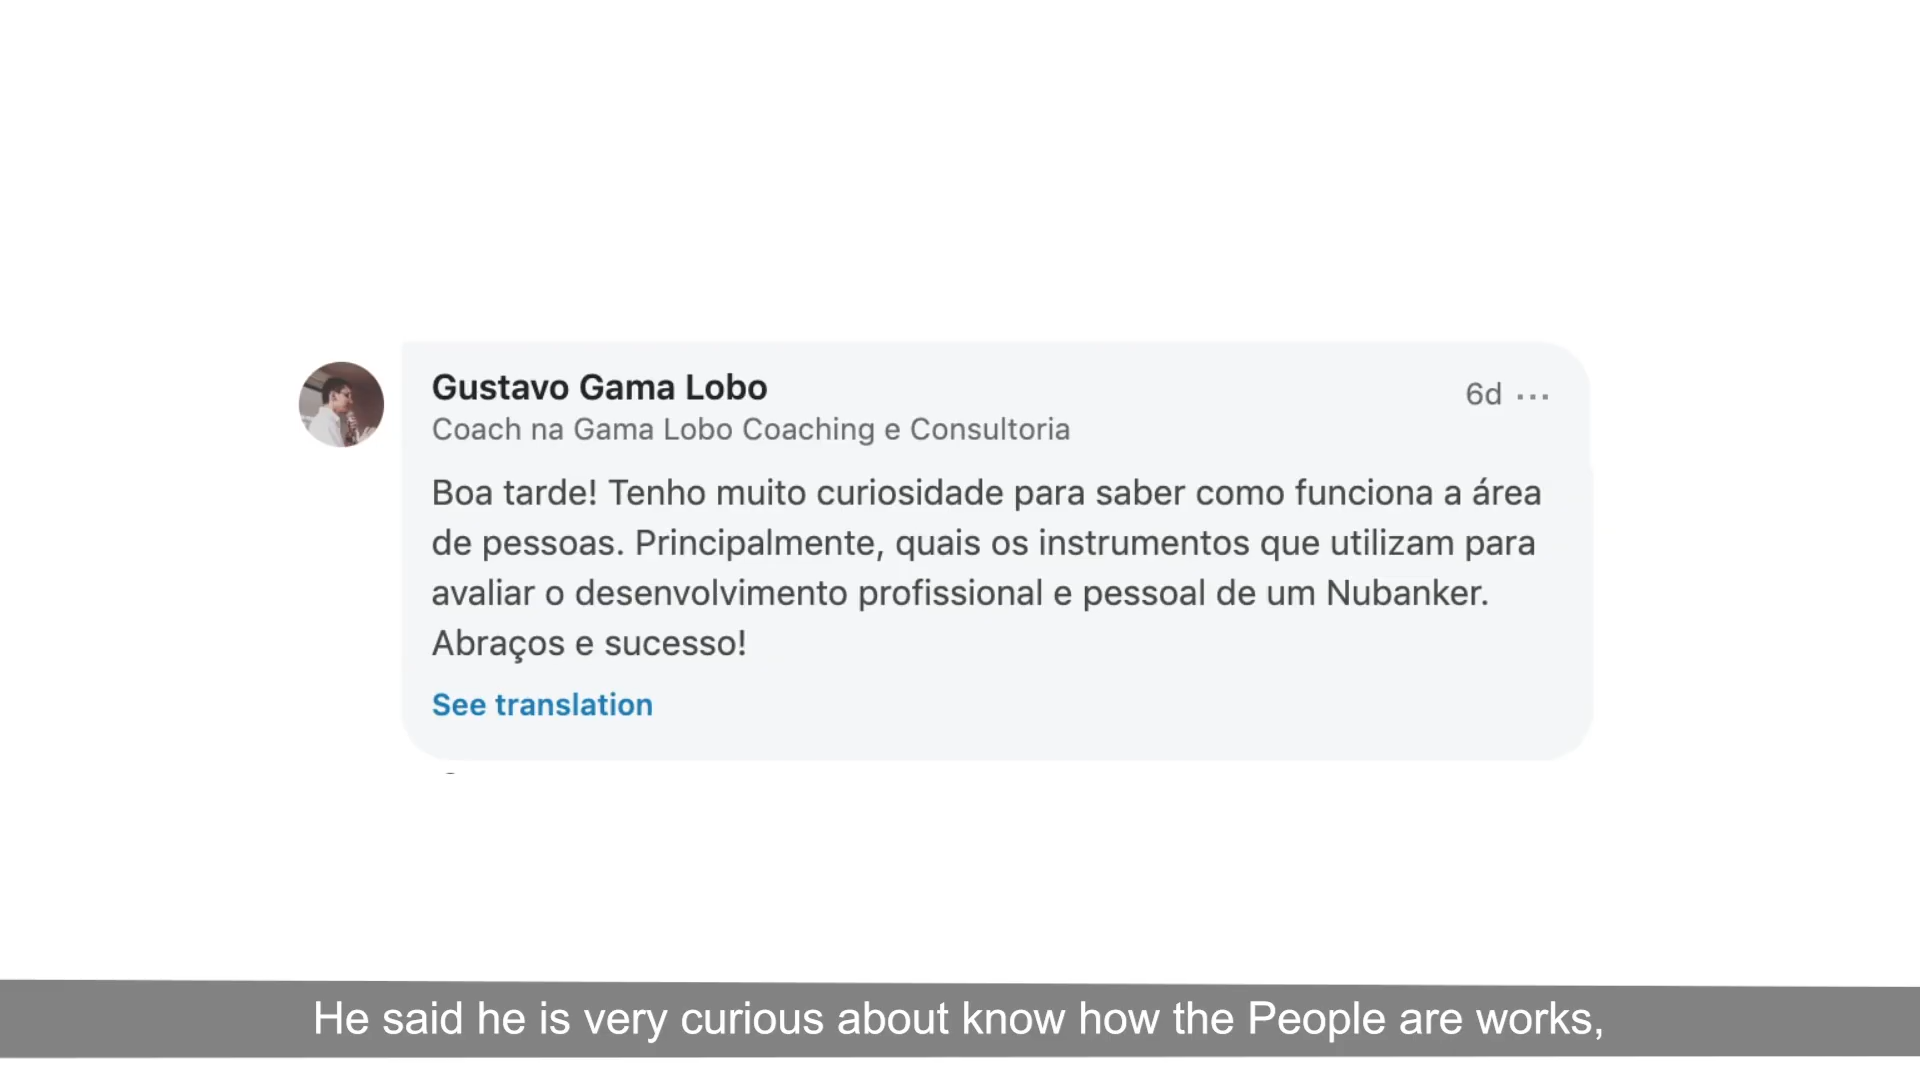 Gustavo Gama Lobo
6d ...
Coach na Gama Lobo Coaching e Consultoria
Boa tarde! Tenho muito curiosidade para saber como funciona a área
de pessoas. Principalmente, quais os instrumentos que utilizam para
avaliar o desenvolvimento profissional e pessoal de um Nubanker.
Abraços e sucesso!
See translation
He said he is very curious about know how the People are works,